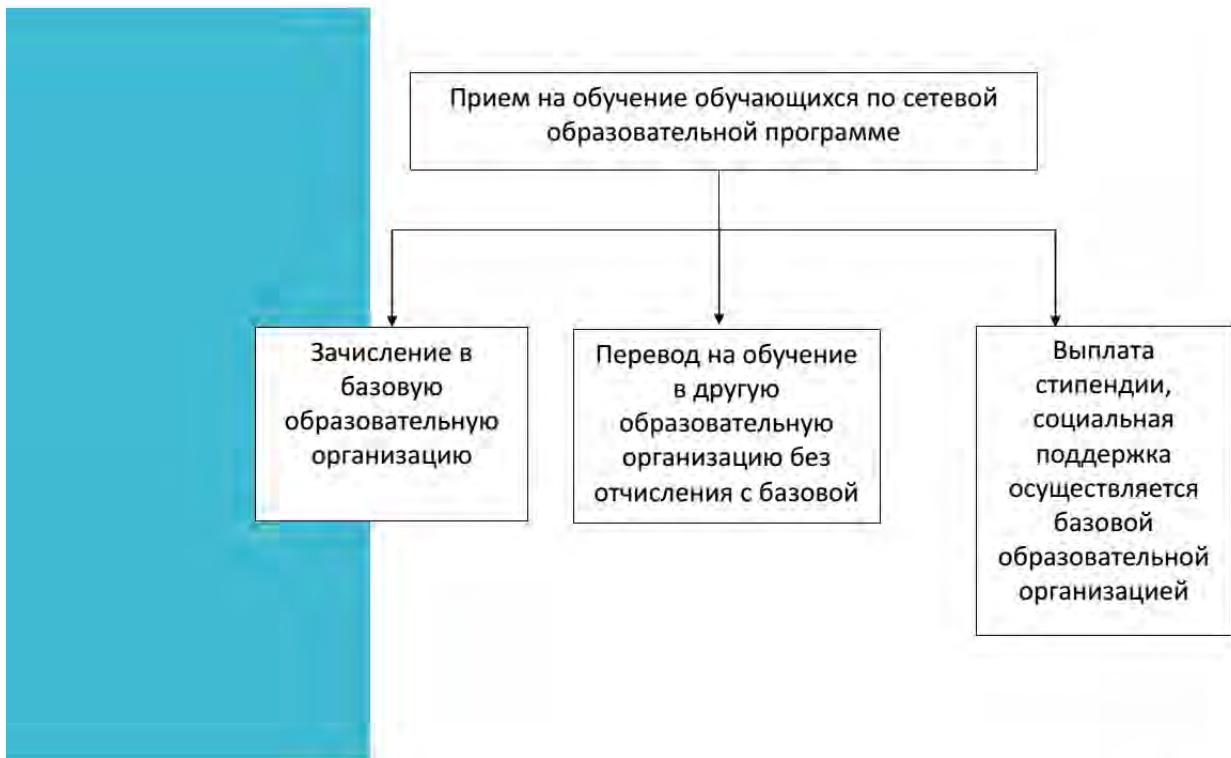 Прием на обучение обучающихся по сетевой
образовательной программе
Зачисление в
базовую
образовательную
организацию
Перевод на обучение
в другую
образовательную
организацию без
отчисления с базовой
Выплата
стипендии,
социальная
поддержка
осуществляется
базовой
образовательной
организацией